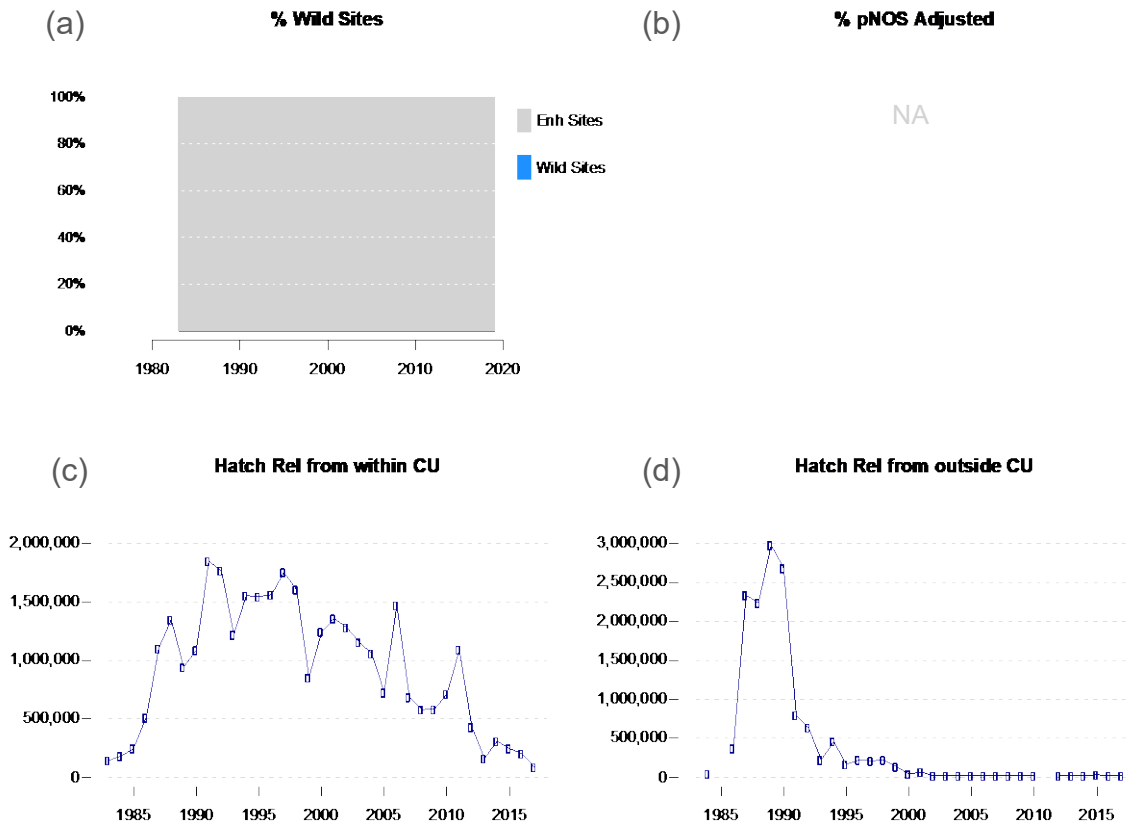 (a)
% Wild Sites
100%
80%
60%
40%
20%
0%
1980 1990 2000 2010 2020
Enh Sites
Wild Sites
(b)
% pNOS Adjusted
NA
(c)
Hatch Rel from within CU
2,000,000
1,500,000
1,000,000
500,000
0
1985 1990 1995 2000 2005 2010 2015
(d)
Hatch Rel from outside CU
3,000,000
2,500,000
2,000,000
1,500,000
1,000,000
500,000
0
1985 1990 1995 2000 2005 2010 2015